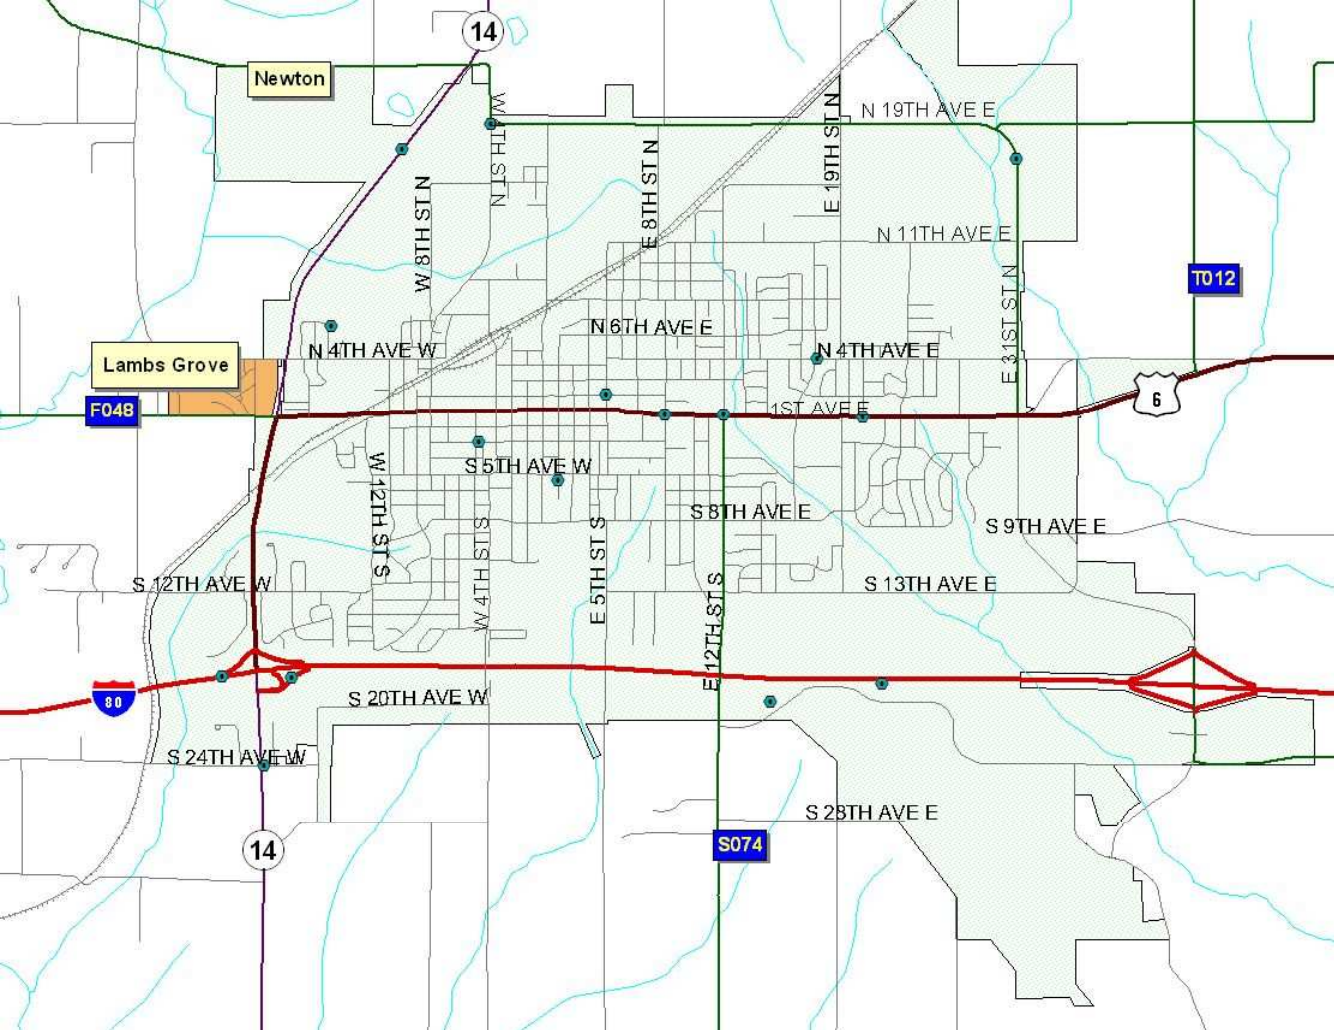 14
Newton
W 4TH ST N
N 19TH AVE E
E 19TH ST N
E 8TH ST N
W 8TH ST N
N 11TH AVE E
T012
E 31ST ST N
N 6TH AVE E
N 4TH AVE W
N 4TH AVE E
Lambs Grove
6
F048
1ST AVE E
S 5TH AVE W
W 12TH ST S
S 8TH AVE E
S 9TH AVE E
W 4TH ST S
E 5TH ST S
S 12TH AVE W
S 13TH AVE E
E 12TH ST S
80
S 20TH AVE W
S 24TH AVE W
S 28TH AVE E
S074
14